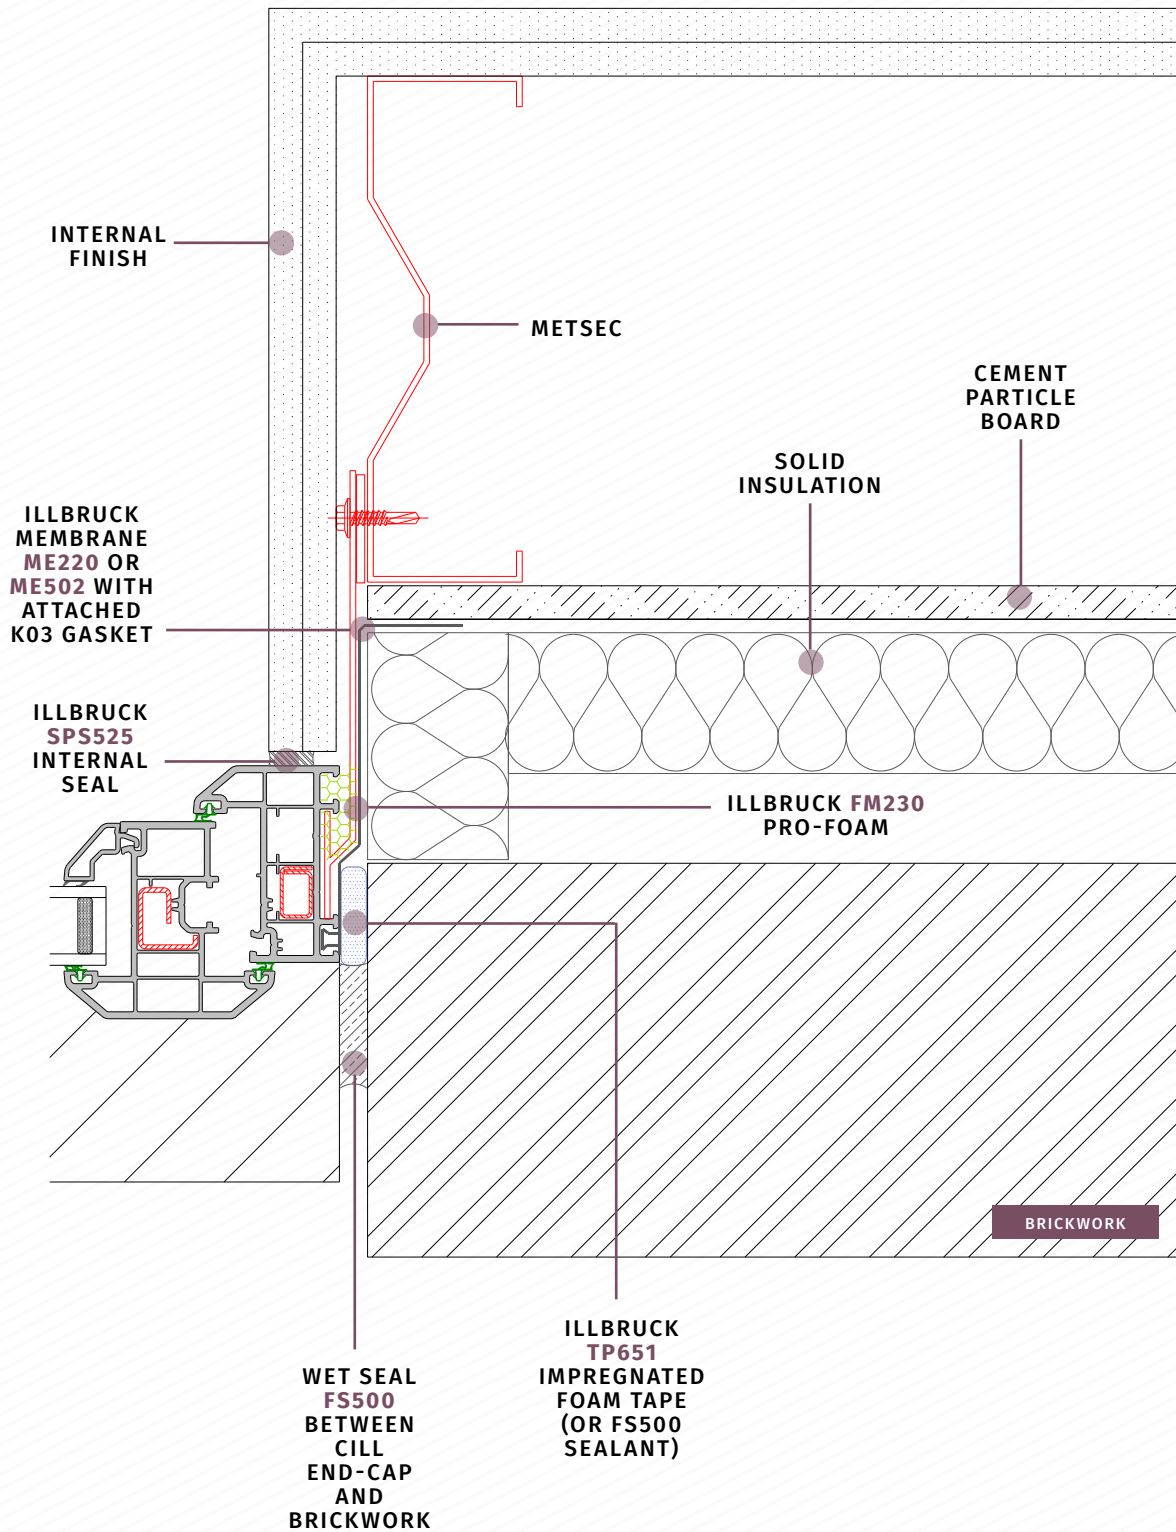 INTERNAL
FINISH
METSEC
CEMENT
PARTICLE
BOARD
SOLID
INSULATION
ILLBRUCK
MEMBRANE
ME220 OR
ME502 WITH
ATTACHED
K03 GASKET
ILLBRUCK
SPS525
INTERNAL
SEAL
ILLBRUCK FM230
PRO-FOAM
BRICKWORK
ILLBRUCK
TP651
IMPREGNATED
FOAM TAPE
(OR FS500
SEALANT)
WET SEAL
FS500
BETWEEN
CILL
END-CAP
AND
BRICKWORK